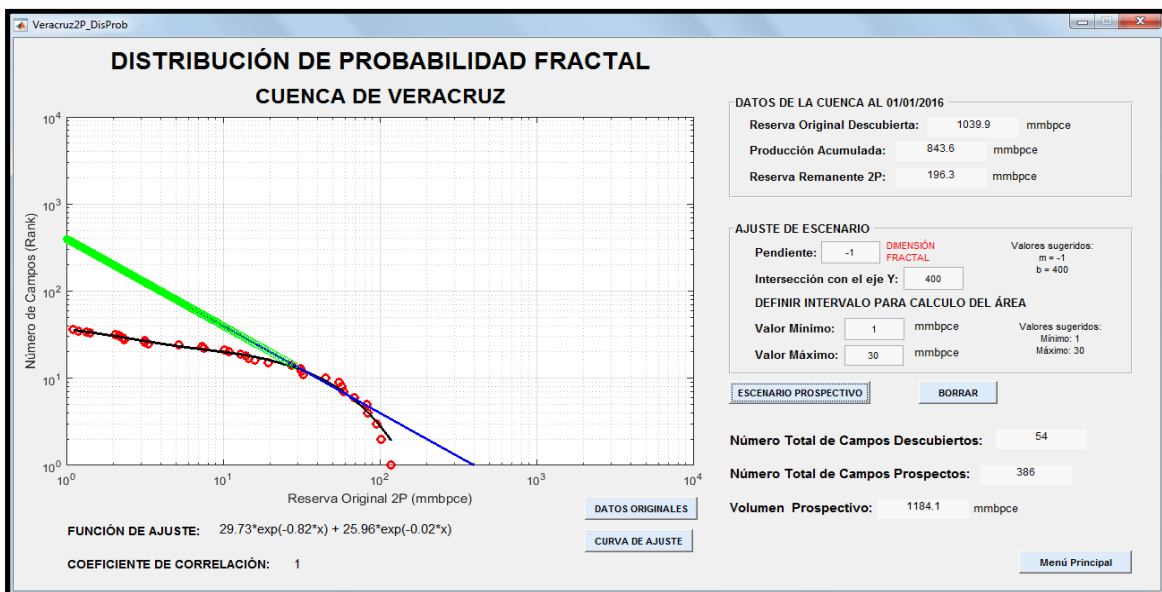 Veracruz2P_DisProb
DISTRIBUCIÓN DE PROBABILIDAD FRACTAL
CUENCA DE VERACRUZ
10^4
10^3
10^2
10^1
10^0
Número de Campos (Rank)
10^0 10^1 10^2 10^3 10^4
Reserva Original 2P (mmbpce)
FUNCIÓN DE AJUSTE: 29.73*exp(-0.82*x) + 25.96*exp(-0.02*x)
COEFICIENTE DE CORRELACIÓN: 1
DATOS ORIGINALES
CURVA DE AJUSTE
DATOS DE LA CUENCA AL 01/01/2016
Reserva Original Descubierta: 1039.9 mmbpce
Producción Acumulada: 843.6 mmbpce
Reserva Remanente 2P: 196.3 mmbpce
AJUSTE DE ESCENARIO
Pendiente: -1 DIMENSIÓN FRACTAL
Intersección con el eje Y: 400
Valores sugeridos:
m = -1
b = 400
DEFINIR INTERVALO PARA CALCULO DEL ÁREA
Valor Mínimo: 1 mmbpce
Valor Máximo: 30 mmbpce
Valores sugeridos:
Mínimo: 1
Máximo: 30
ESCENARIO PROSPECTIVO
BORRAR
Número Total de Campos Descubiertos: 54
Número Total de Campos Prospectos: 386
Volumen Prospectivo: 1184.1 mmbpce
Menú Principal